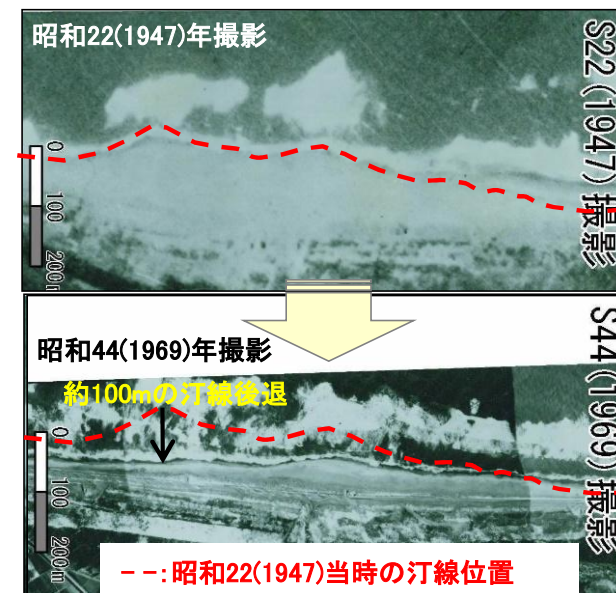 昭和22(1947)年撮影
S22(1947)撮影
0
100
200m
昭和44(1969)年撮影
S44(1969)撮影
約100mの汀線後退
0
100
200m
--:昭和22(1947)当時の汀線位置